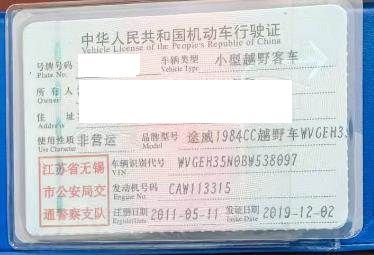 中华人民共和国机动车行驶证
Vehicle License of the People's Republic of China
号牌号码 车辆类型 小型越野客车
Plate No. Vehicle Type
所有人
Owner
住 址
Address
使用性质 非营运 品牌型号 途威1984CC越野车WVGEH35
Use Character
江苏省无锡 车辆识别代号 WVGEH35N0BW538097
VIN
市公安局交 发动机号码 CAW113315
Engine No.
通警察支队 注册日期 2011-05-11 发证日期 2019-12-02
Issue Date